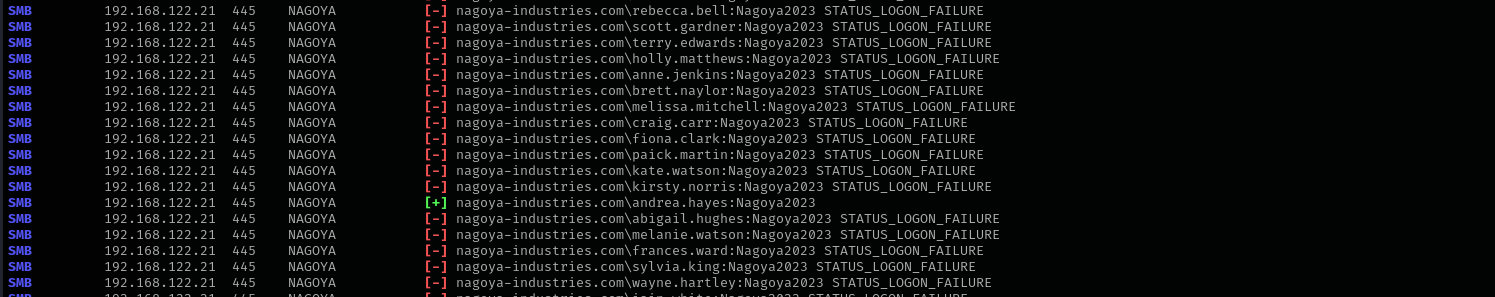 SMB 192.168.122.21 445 NAGOYA [-] nagoya-industries.com\rebecca.bell:Nagoya2023 STATUS_LOGON_FAILURE
SMB 192.168.122.21 445 NAGOYA [-] nagoya-industries.com\scott.gardner:Nagoya2023 STATUS_LOGON_FAILURE
SMB 192.168.122.21 445 NAGOYA [-] nagoya-industries.com\terry.edwards:Nagoya2023 STATUS_LOGON_FAILURE
SMB 192.168.122.21 445 NAGOYA [-] nagoya-industries.com\holly.matthews:Nagoya2023 STATUS_LOGON_FAILURE
SMB 192.168.122.21 445 NAGOYA [-] nagoya-industries.com\anne.jenkins:Nagoya2023 STATUS_LOGON_FAILURE
SMB 192.168.122.21 445 NAGOYA [-] nagoya-industries.com\brett.naylor:Nagoya2023 STATUS_LOGON_FAILURE
SMB 192.168.122.21 445 NAGOYA [-] nagoya-industries.com\melissa.mitchell:Nagoya2023 STATUS_LOGON_FAILURE
SMB 192.168.122.21 445 NAGOYA [-] nagoya-industries.com\craig.carr:Nagoya2023 STATUS_LOGON_FAILURE
SMB 192.168.122.21 445 NAGOYA [-] nagoya-industries.com\fiona.clark:Nagoya2023 STATUS_LOGON_FAILURE
SMB 192.168.122.21 445 NAGOYA [-] nagoya-industries.com\paick.martin:Nagoya2023 STATUS_LOGON_FAILURE
SMB 192.168.122.21 445 NAGOYA [-] nagoya-industries.com\kate.watson:Nagoya2023 STATUS_LOGON_FAILURE
SMB 192.168.122.21 445 NAGOYA [-] nagoya-industries.com\kirsty.norris:Nagoya2023 STATUS_LOGON_FAILURE
SMB 192.168.122.21 445 NAGOYA [+] nagoya-industries.com\andrea.hayes:Nagoya2023
SMB 192.168.122.21 445 NAGOYA [-] nagoya-industries.com\abigail.hughes:Nagoya2023 STATUS_LOGON_FAILURE
SMB 192.168.122.21 445 NAGOYA [-] nagoya-industries.com\melanie.watson:Nagoya2023 STATUS_LOGON_FAILURE
SMB 192.168.122.21 445 NAGOYA [-] nagoya-industries.com\frances.ward:Nagoya2023 STATUS_LOGON_FAILURE
SMB 192.168.122.21 445 NAGOYA [-] nagoya-industries.com\sylvia.king:Nagoya2023 STATUS_LOGON_FAILURE
SMB 192.168.122.21 445 NAGOYA [-] nagoya-industries.com\wayne.hartley:Nagoya2023 STATUS_LOGON_FAILURE